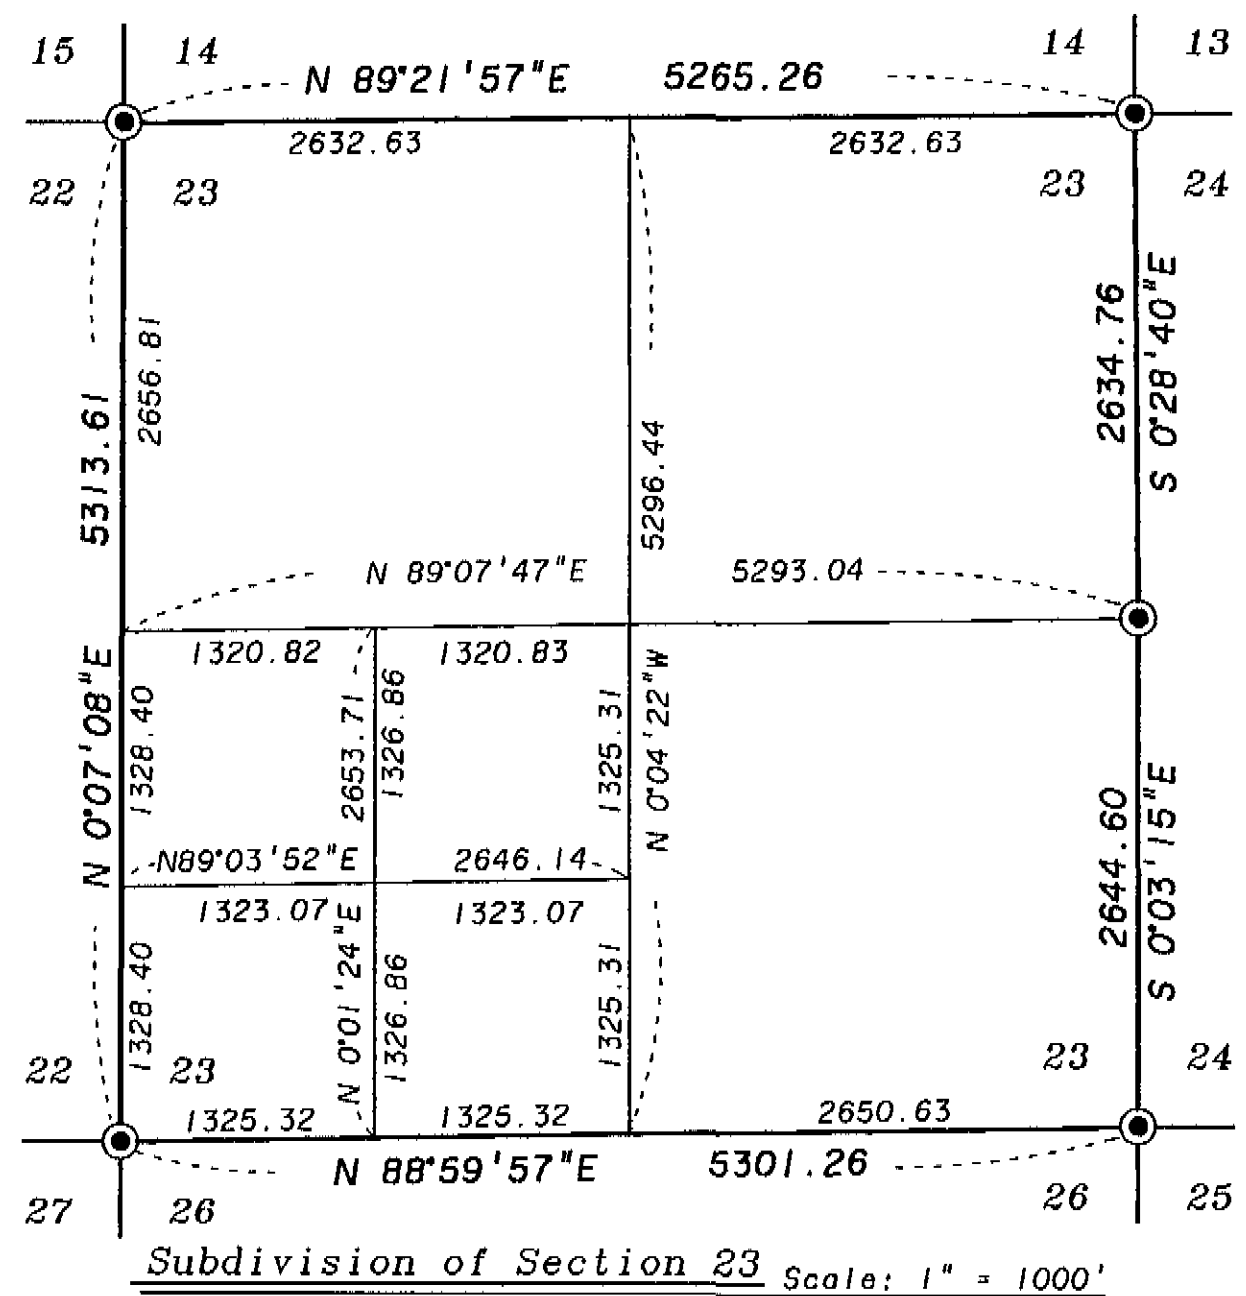 15 14 14 13
N 89°21'57"E 5265.26
2632.63 2632.63
22 23 23 24
2656.81
5313.61
N 0°07'08"E
5296.44
N 0°04'22"W
2634.76
S 0°28'40"E
N 89°07'47"E 5293.04
1320.82 1320.83
1328.40
2653.71
1326.86
1325.31
2644.60
S 0°03'15"E
N89°03'52"E 2646.14
1323.07 1323.07
1328.40
N 0°01'24"E
1326.86
1325.31
22 23 23 24
1325.32 1325.32 2650.63
N 88°59'57"E 5301.26
27 26 26 25
Subdivision of Section 23 Scale: 1" = 1000'